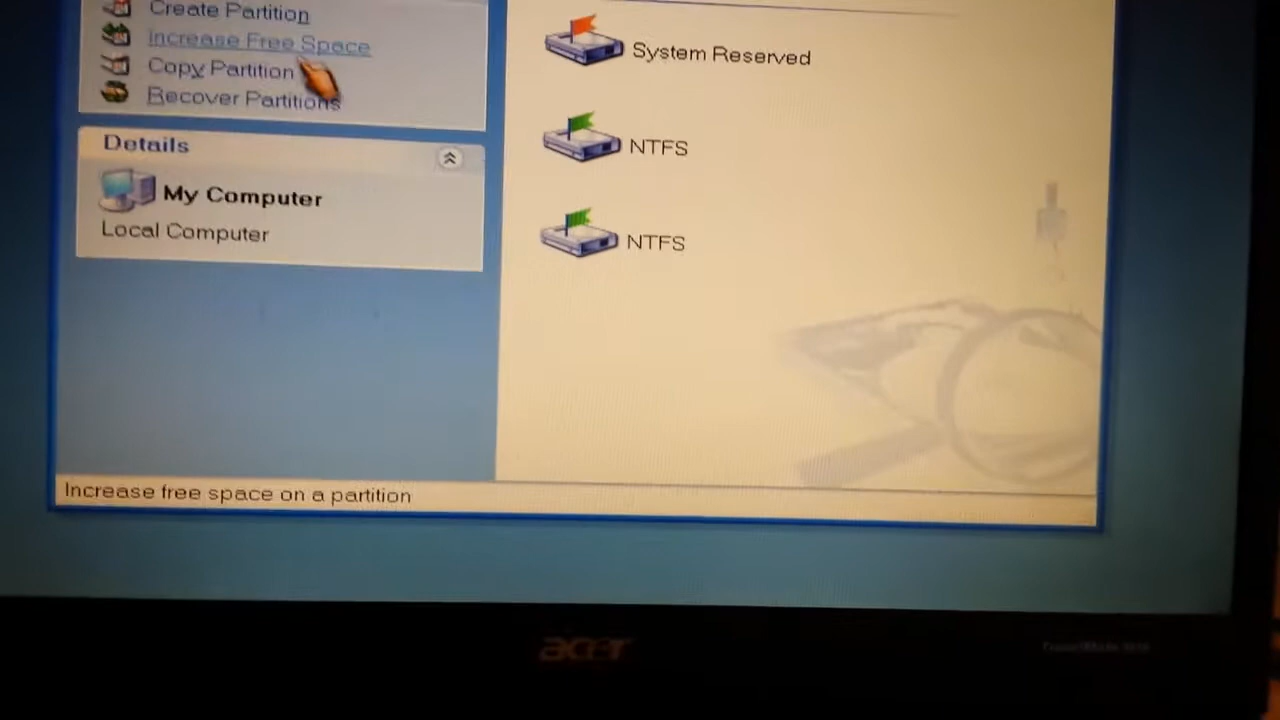 Create Partition
Increase Free Space
Copy Partition
Recover Partitions
Details
My Computer
Local Computer
System Reserved
NTFS
NTFS
Increase free space on a partition
acer